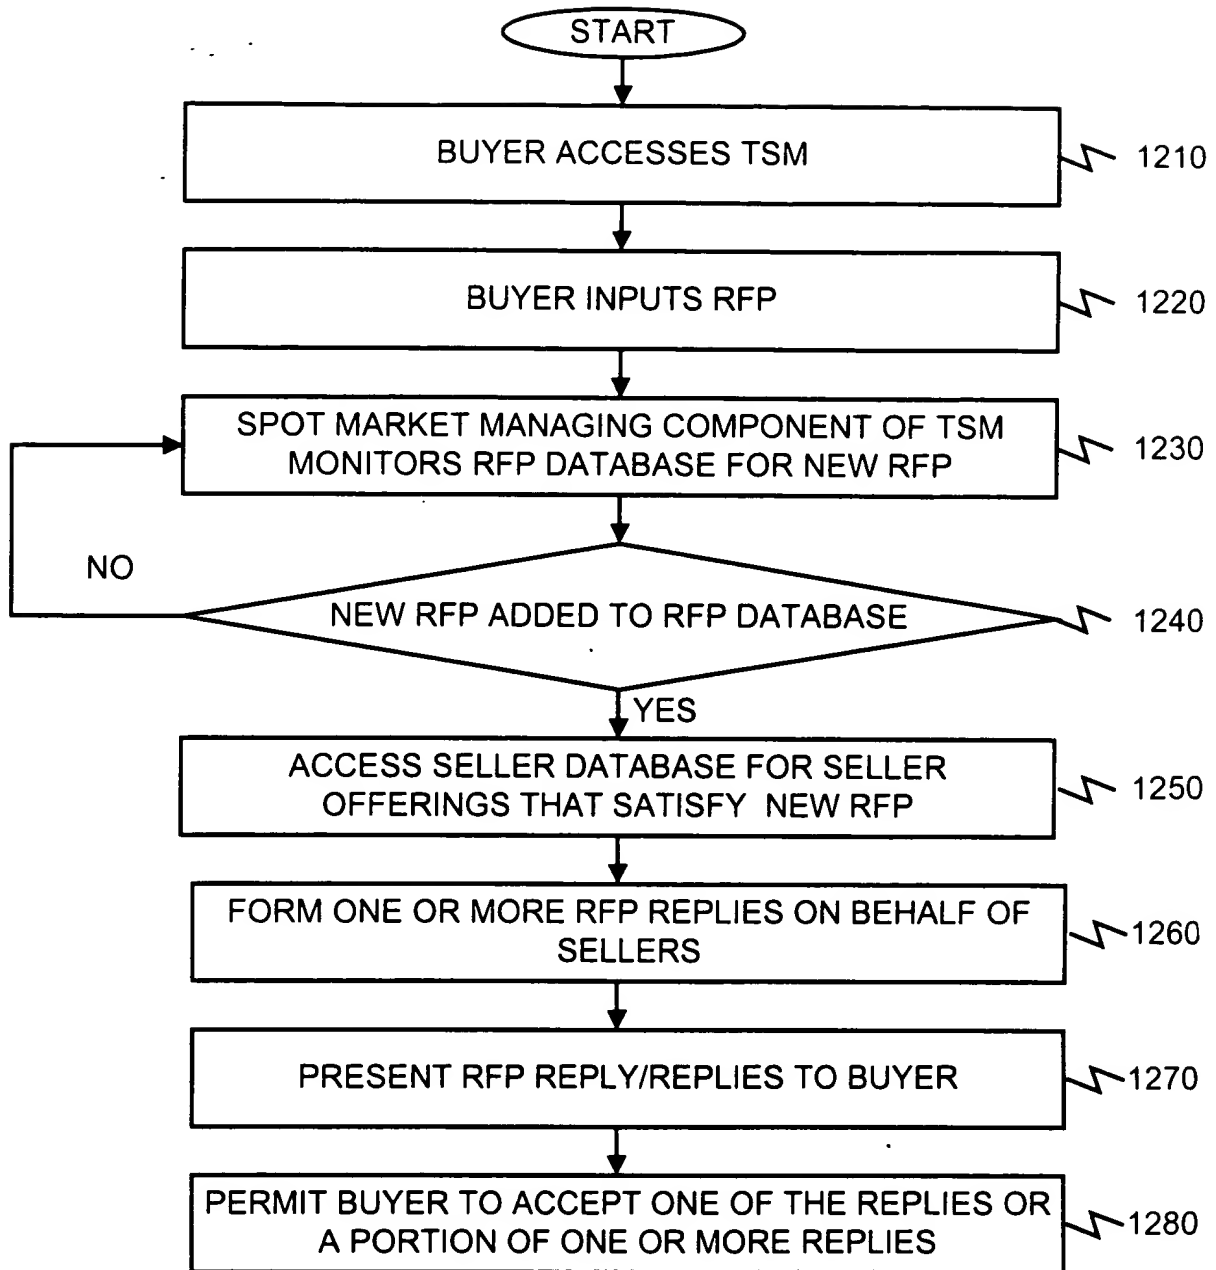 START
BUYER ACCESSES TSM
1210
BUYER INPUTS RFP
1220
SPOT MARKET MANAGING COMPONENT OF TSM
MONITORS RFP DATABASE FOR NEW RFP
1230
NO
NEW RFP ADDED TO RFP DATABASE
1240
YES
ACCESS SELLER DATABASE FOR SELLER
OFFERINGS THAT SATISFY NEW RFP
1250
FORM ONE OR MORE RFP REPLIES ON BEHALF OF
SELLERS
1260
PRESENT RFP REPLY/REPLIES TO BUYER
1270
PERMIT BUYER TO ACCEPT ONE OF THE REPLIES OR
A PORTION OF ONE OR MORE REPLIES
1280